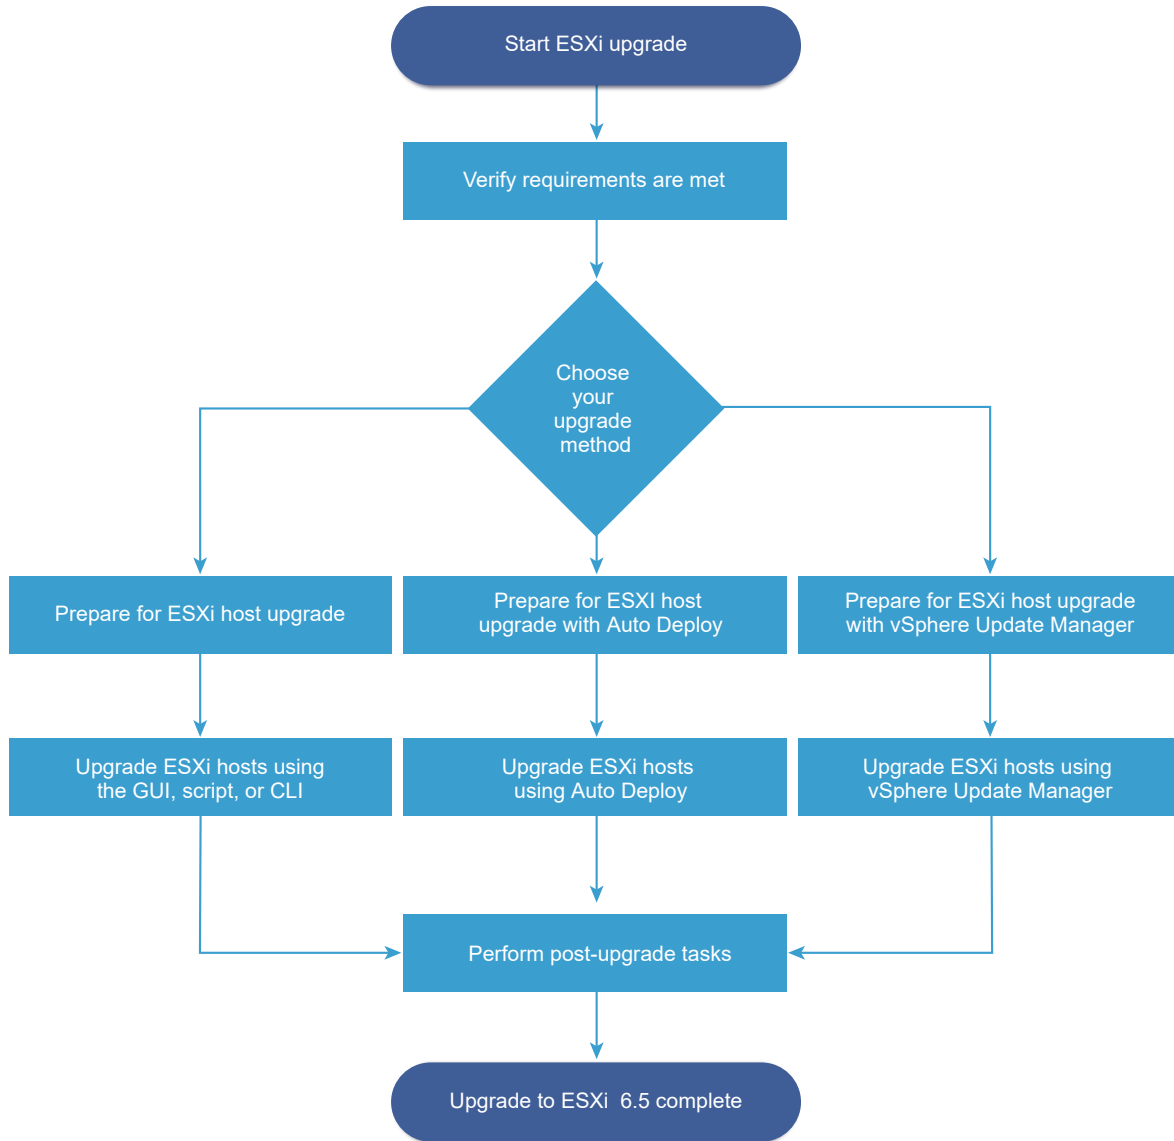 Start ESXi upgrade
Verify requirements are met
Choose
your
upgrade
method
Prepare for ESXi host upgrade
Prepare for ESXI host
upgrade with Auto Deploy
Prepare for ESXi host upgrade
with vSphere Update Manager
Upgrade ESXi hosts using
the GUI, script, or CLI
Upgrade ESXi hosts
using Auto Deploy
Upgrade ESXi hosts using
vSphere Update Manager
Perform post-upgrade tasks
Upgrade to ESXi  6.5 complete